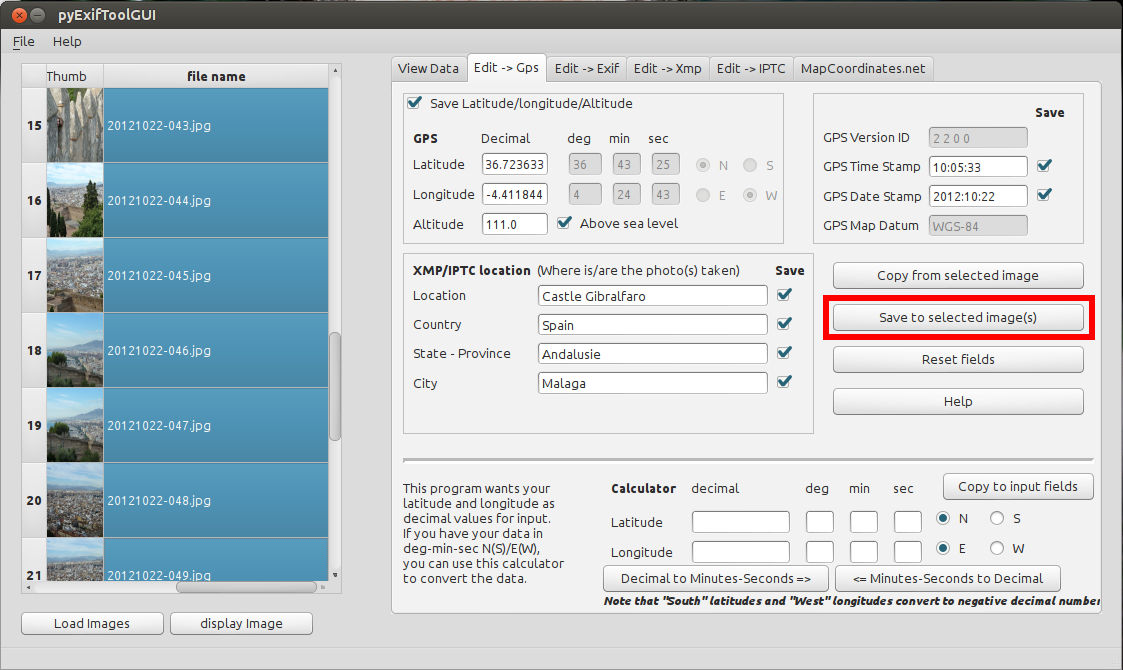 pyExifToolGUI
File Help
Thumb file name
15 20121022-043.jpg
16 20121022-044.jpg
17 20121022-045.jpg
18 20121022-046.jpg
19 20121022-047.jpg
20 20121022-048.jpg
21 20121022-049.jpg
Load Images display Image
View Data Edit -> Gps Edit -> Exif Edit -> Xmp Edit -> IPTC MapCoordinates.net
Save Latitude/longitude/Altitude
GPS Decimal deg min sec
Latitude 36.723633 36 43 25 N S
Longitude -4.411844 4 24 43 E W
Altitude 111.0 Above sea level
Save
GPS Version ID 2 2 0 0
GPS Time Stamp 10:05:33
GPS Date Stamp 2012:10:22
GPS Map Datum WGS-84
XMP/IPTC location (Where is/are the photo(s) taken) Save
Location Castle Gibralfaro
Country Spain
State - Province Andalusie
City Malaga
Copy from selected image
Save to selected image(s)
Reset fields
Help
This program wants your
latitude and longitude as
decimal values for input.
If you have your data in
deg-min-sec N(S)/E(W),
you can use this calculator
to convert the data.
Calculator decimal deg min sec Copy to input fields
Latitude N S
Longitude E W
Decimal to Minutes-Seconds => <= Minutes-Seconds to Decimal
Note that "South" latitudes and "West" longitudes convert to negative decimal number